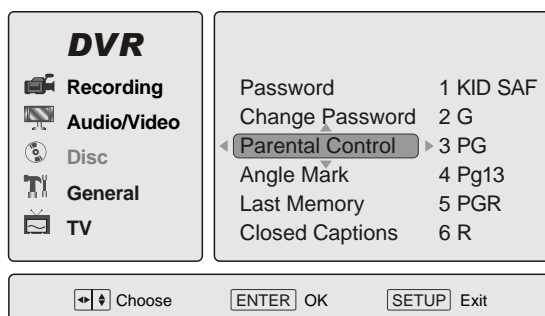 DVR
Recording
Audio/Video
Disc
General
TV
Password 1 KID SAF
Change Password 2 G
Parental Control 3 PG
Angle Mark 4 Pg13
Last Memory 5 PGR
Closed Captions 6 R
Choose ENTER OK SETUP Exit